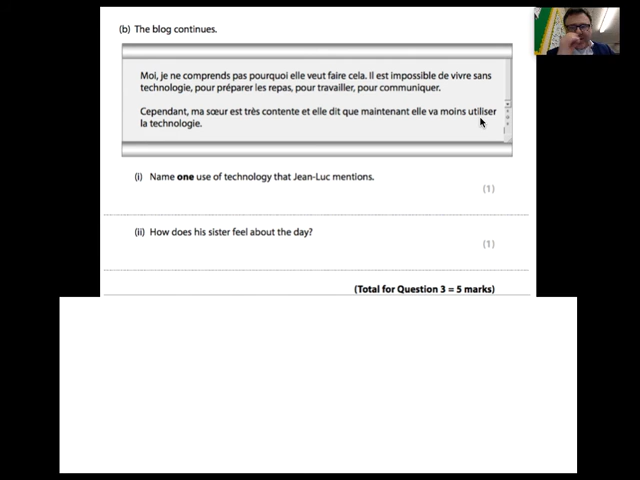 (b) The blog continues.
Moi, je ne comprends pas pourquoi elle veut faire cela. Il est impossible de vivre sans
technologie, pour préparer les repas, pour travailler, pour communiquer.
Cependant, ma sœur est très contente et elle dit que maintenant elle va moins utiliser
la technologie.
(i) Name one use of technology that Jean-Luc mentions.
(1)
(ii) How does his sister feel about the day?
(1)
(Total for Question 3 = 5 marks)